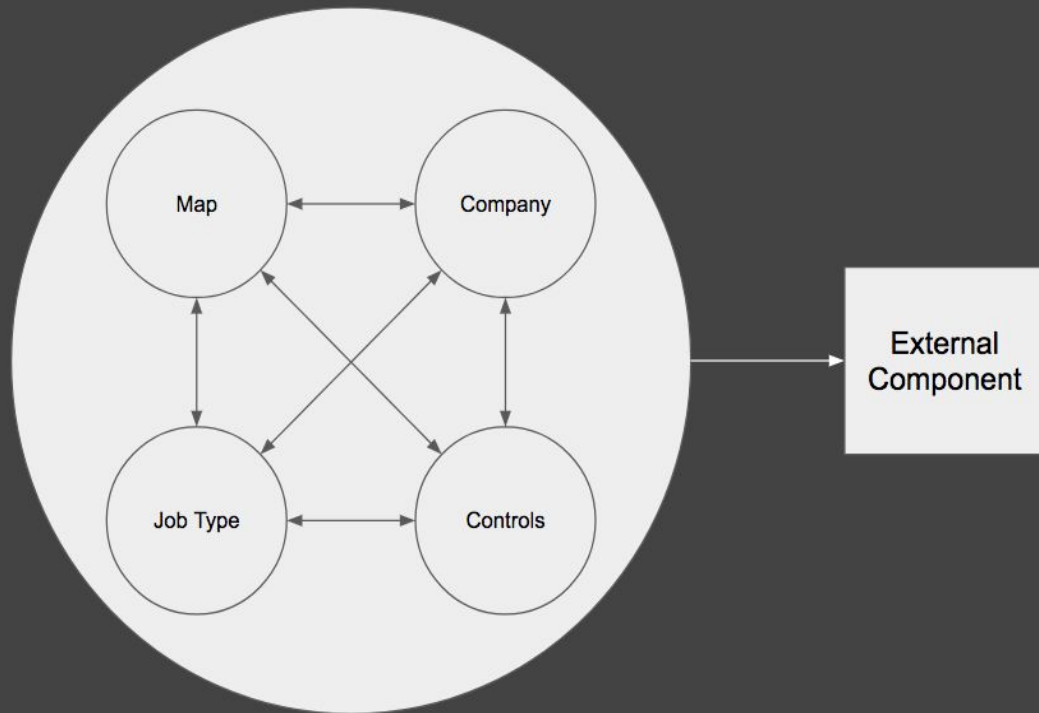 Map
Company
External
Component
Job Type
Controls